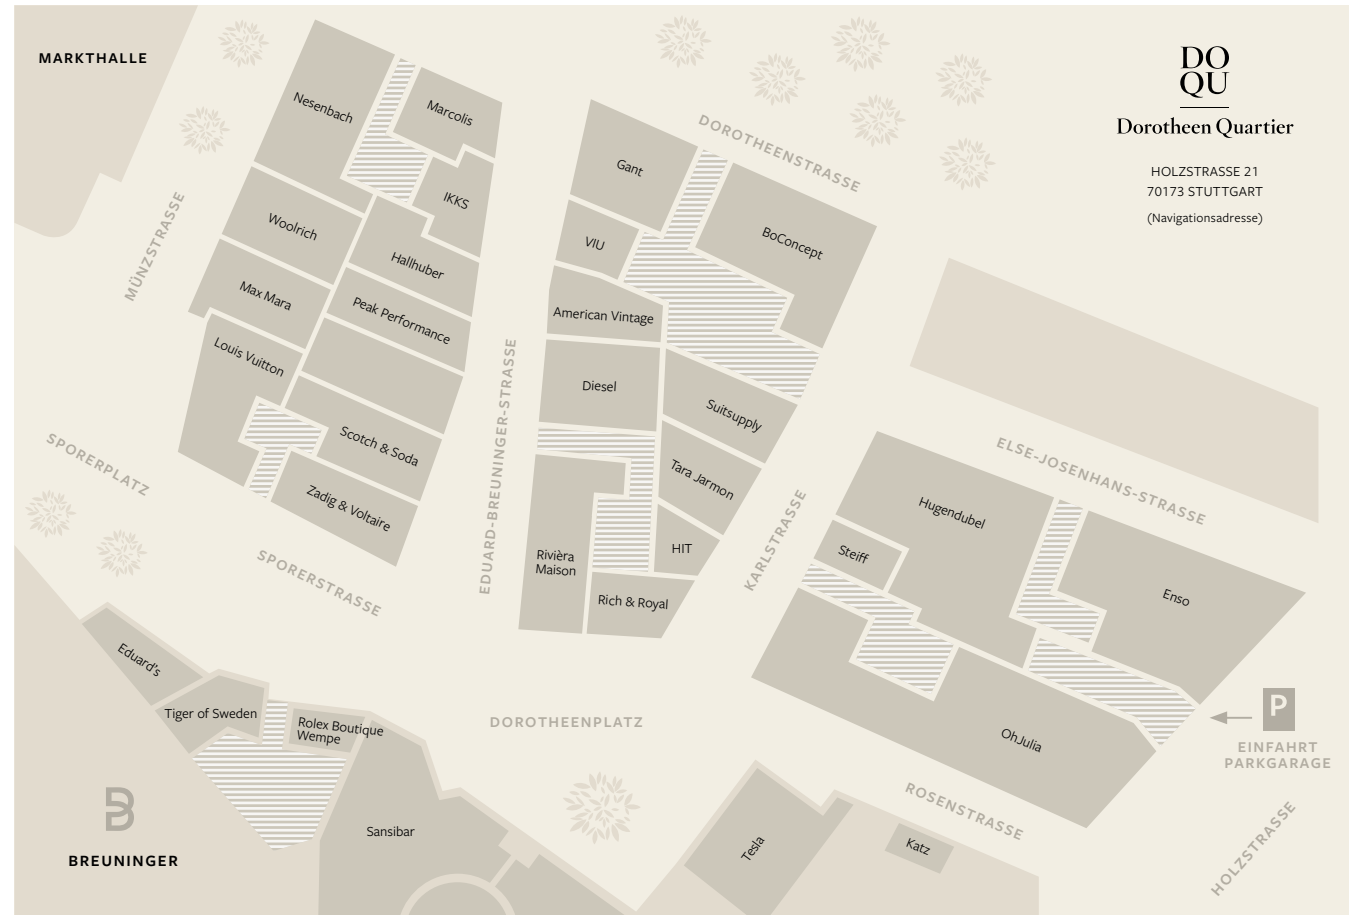 MARKTHALLE
DO
QU
Dorotheen Quartier
HOLZSTRASSE 21
70173 STUTTGART
(Navigationsadresse)
Nesenbach
Marcolis
IKKS
Woolrich
Hallhuber
Max Mara
Peak Performance
Louis Vuitton
Scotch & Soda
Zadig & Voltaire
MÜNZSTRASSE
SPORERPLATZ
SPORERSTRASSE
EDUARD-BREUNINGER-STRASSE
DOROTHEENSTRASSE
Gant
VIU
BoConcept
American Vintage
Diesel
Suitsupply
Tara Jarmon
HIT
Rivièra
Maison
Rich & Royal
KARLSTRASSE
ELSE-JOSENHANS-STRASSE
Hugendubel
Steiff
Enso
OhJulia
P
EINFAHRT
PARKGARAGE
HOLZSTRASSE
ROSENSTRASSE
DOROTHEENPLATZ
Eduard's
Tiger of Sweden
Rolex Boutique
Wempe
Sansibar
Tesla
Katz
B
BREUNINGER